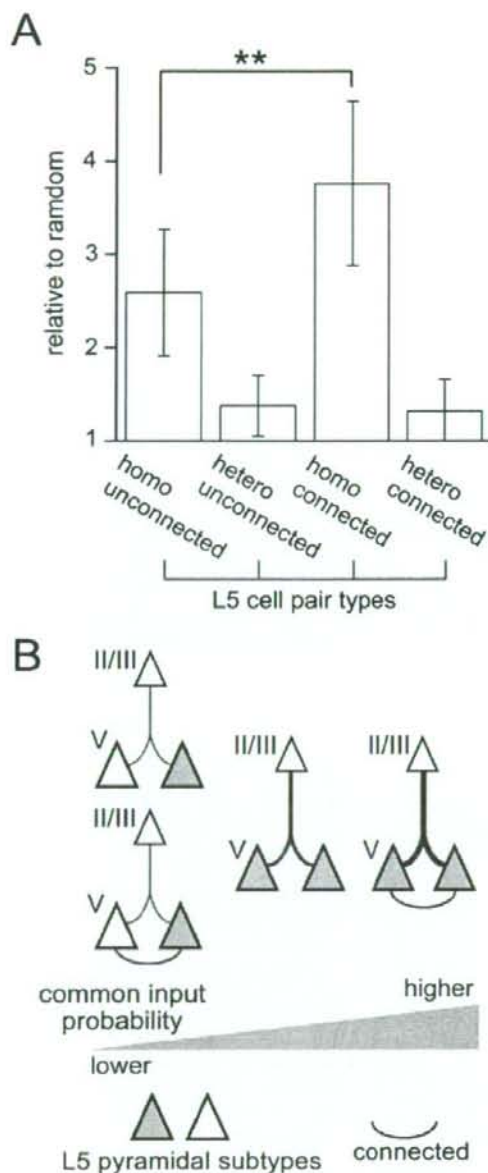 A
**
5
4
3
2
1
relative to ramdom
homo
unconnected
hetero
unconnected
homo
connected
hetero
connected
L5 cell pair types
B
II/III
V
II/III
V
II/III
V
II/III
V
common input
probability
higher
lower
L5 pyramidal subtypes
connected